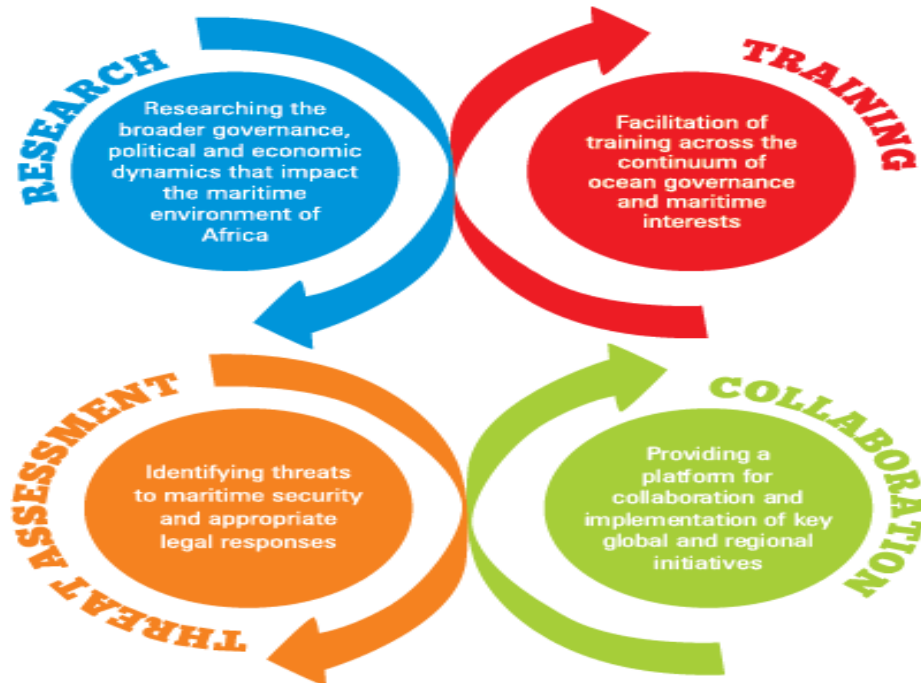 RESEARCH
Researching the
broader governance,
political and economic
dynamics that impact
the maritime
environment of
Africa
TRAINING
Facilitation of
training across the
continuum of
ocean governance
and maritime
interests
THREAT ASSESSMENT
Identifying threats
to maritime security
and appropriate
legal responses
COLLABORATION
Providing a
platform for
collaboration and
implementation of key
global and regional
initiatives